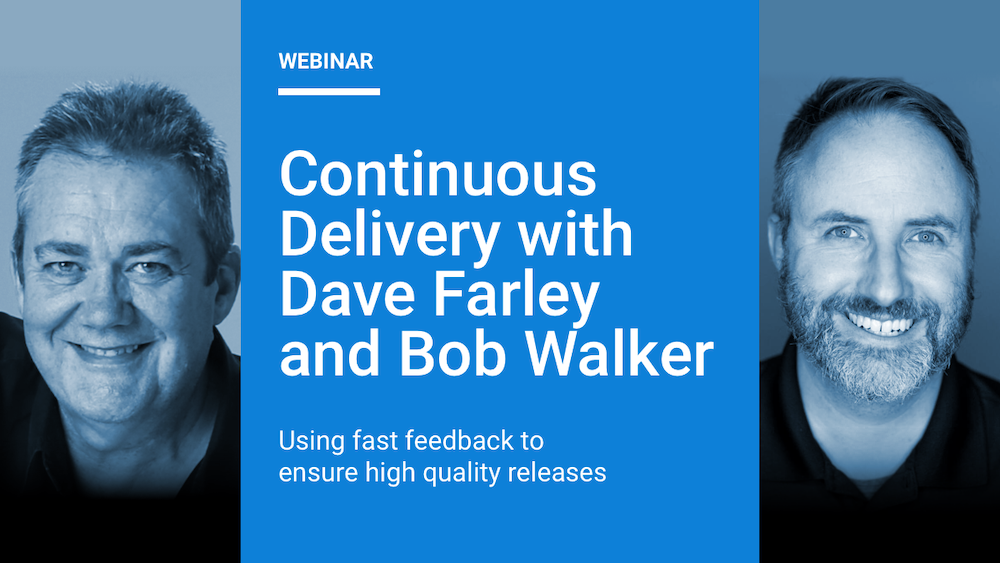 WEBINAR
Continuous
Delivery with
Dave Farley
and Bob Walker
Using fast feedback to
ensure high quality releases